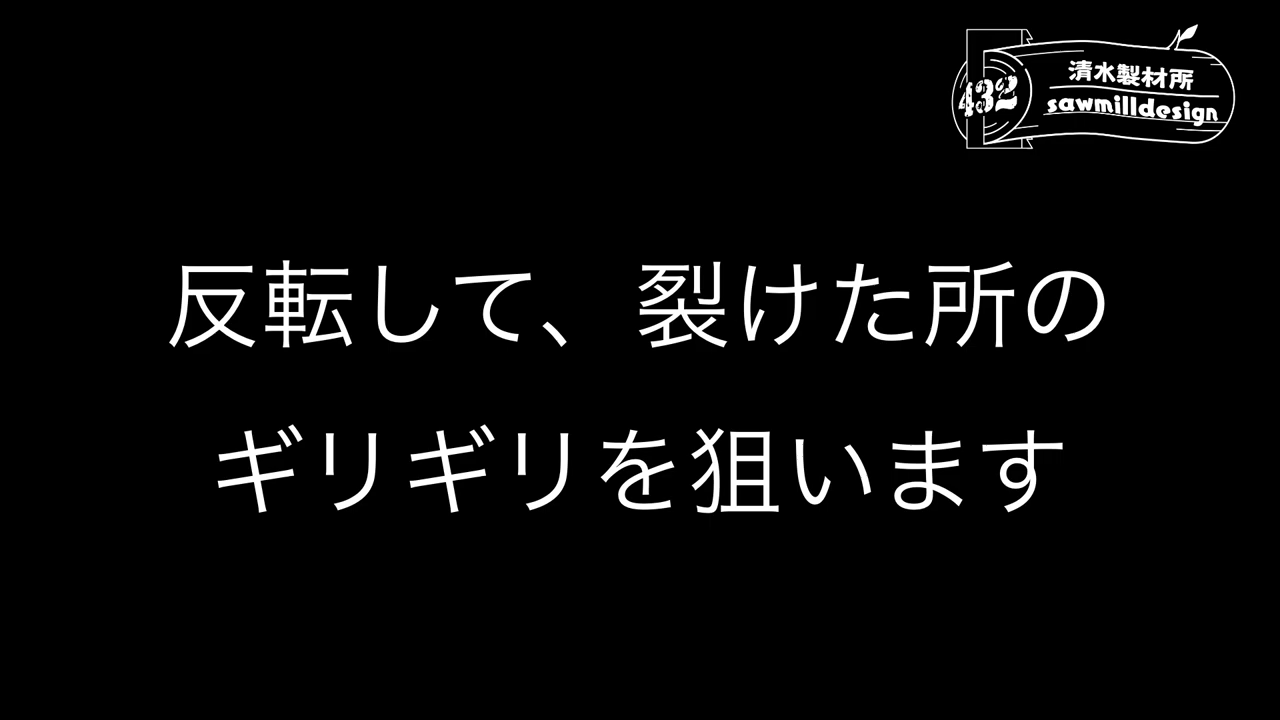 432
清水製材所
sawmilldesign
反転して、裂けた所の
ギリギリを狙います